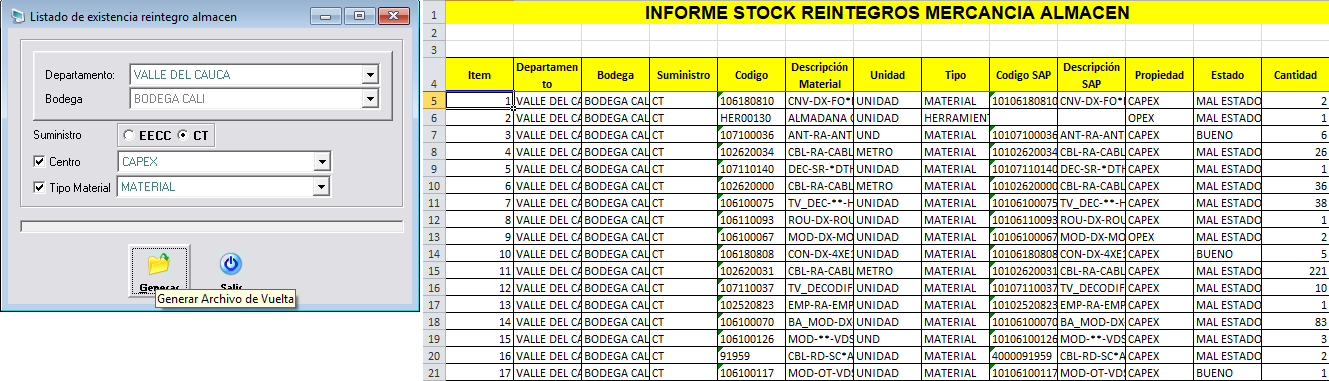 Listado de existencia reintegro almacen
Departamento: VALLE DEL CAUCA
Bodega BODEGA CALI
Suministro EECC CT
Centro CAPEX
Tipo Material MATERIAL
Generar Salir
Generar Archivo de Vuelta
1 INFORME STOCK REINTEGROS MERCANCIA ALMACEN
2
3
4 Item Departamento Bodega Suministro Codigo Descripción Material Unidad Tipo Codigo SAP Descripción SAP Propiedad Estado Cantidad
5 1 VALLE DEL CA BODEGA CAL CT 106180810 CNV-DX-FO* UNIDAD MATERIAL 10106180810 CNV-DX-FO* CAPEX MAL ESTADO 2
6 2 VALLE DEL CA BODEGA CAL CT HER00130 ALMADANA UNIDAD HERRAMIEN OPEX MAL ESTADO 1
7 3 VALLE DEL CA BODEGA CAL CT 107100036 ANT-RA-ANT UND MATERIAL 10107100036 ANT-RA-ANT CAPEX BUENO 6
8 4 VALLE DEL CA BODEGA CAL CT 102620034 CBL-RA-CABL METRO MATERIAL 10102620034 CBL-RA-CABL CAPEX MAL ESTADO 26
9 5 VALLE DEL CA BODEGA CAL CT 107110140 DEC-SR-*DTH UNIDAD MATERIAL 10107110140 DEC-SR-*DTH CAPEX MAL ESTADO 1
10 6 VALLE DEL CA BODEGA CAL CT 102620000 CBL-RA-CABL METRO MATERIAL 10102620000 CBL-RA-CABL CAPEX MAL ESTADO 36
11 7 VALLE DEL CA BODEGA CAL CT 106100075 TV_DEC-**-H UNIDAD MATERIAL 10106100075 TV_DEC-**-H CAPEX MAL ESTADO 38
12 8 VALLE DEL CA BODEGA CAL CT 106110093 ROU-DX-ROU UNIDAD MATERIAL 10106110093 ROU-DX-ROU CAPEX MAL ESTADO 1
13 9 VALLE DEL CA BODEGA CAL CT 106100067 MOD-DX-MO UNIDAD MATERIAL 10106100067 MOD-DX-MO OPEX MAL ESTADO 2
14 10 VALLE DEL CA BODEGA CAL CT 106180808 CON-DX-4XE1 UNIDAD MATERIAL 10106180808 CON-DX-4XE1 CAPEX BUENO 5
15 11 VALLE DEL CA BODEGA CAL CT 102620031 CBL-RA-CABL METRO MATERIAL 10102620031 CBL-RA-CABL CAPEX MAL ESTADO 221
16 12 VALLE DEL CA BODEGA CAL CT 107110037 TV_DECODIF UNIDAD MATERIAL 10107110037 TV_DECODIF CAPEX MAL ESTADO 10
17 13 VALLE DEL CA BODEGA CAL CT 102520823 EMP-RA-EMP UNIDAD MATERIAL 10102520823 EMP-RA-EMP CAPEX MAL ESTADO 1
18 14 VALLE DEL CA BODEGA CAL CT 106100070 BA_MOD-DX- UNIDAD MATERIAL 10106100070 BA_MOD-DX CAPEX MAL ESTADO 83
19 15 VALLE DEL CA BODEGA CAL CT 106100126 MOD-**-VDS UND MATERIAL 10106100126 MOD-**-VDS CAPEX MAL ESTADO 3
20 16 VALLE DEL CA BODEGA CAL CT 91959 CBL-RD-SC*A UNIDAD MATERIAL 4000091959 CBL-RD-SC*A CAPEX MAL ESTADO 2
21 17 VALLE DEL CA BODEGA CAL CT 106100117 MOD-OT-VDS UNIDAD MATERIAL 10106100117 MOD-OT-VDS CAPEX BUENO 1